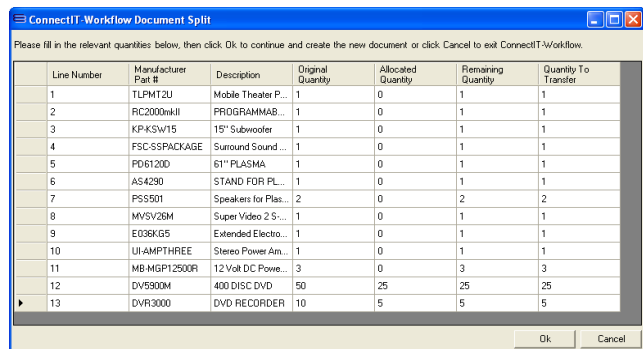 ConnectIT-Workflow Document Split
Please fill in the relevant quantities below, then click Ok to continue and create the new document or click Cancel to exit ConnectIT-Workflow.
Line Number Manufacturer Part # Description Original Quantity Allocated Quantity Remaining Quantity Quantity To Transfer
1 TLPMT2U Mobile Theater P... 1 0 1 1
2 RC2000mkII PROGRAMMAB... 1 0 1 1
3 KP-KSW15 15" Subwoofer 1 0 1 1
4 FSC-SSPACKAGE Surround Sound ... 1 0 1 1
5 PD6120D 61" PLASMA 1 0 1 1
6 AS4290 STAND FOR PL... 1 0 1 1
7 PSS501 Speakers for Plas... 2 0 2 2
8 MVSV26M Super Video 2 S-... 1 0 1 1
9 E036KG5 Extended Electro... 1 0 1 1
10 UI-AMPTHREE Stereo Power Am... 1 0 1 1
11 MB-MGP12500R 12 Volt DC Powe... 3 0 3 3
12 DV5900M 400 DISC DVD 50 25 25 25
13 DVR3000 DVD RECORDER 10 5 5 5
Ok Cancel